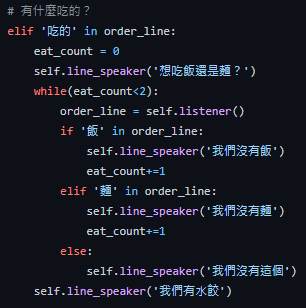 # 有什麼吃的？
elif '吃的' in order_line:
    eat_count = 0
    self.line_speaker('想吃飯還是麵？')
    while(eat_count<2):
        order_line = self.listener()
        if '飯' in order_line:
            self.line_speaker('我們沒有飯')
            eat_count+=1
        elif '麵' in order_line:
            self.line_speaker('我們沒有麵')
            eat_count+=1
        else:
            self.line_speaker('我們沒有這個')
    self.line_speaker('我們有水餃')